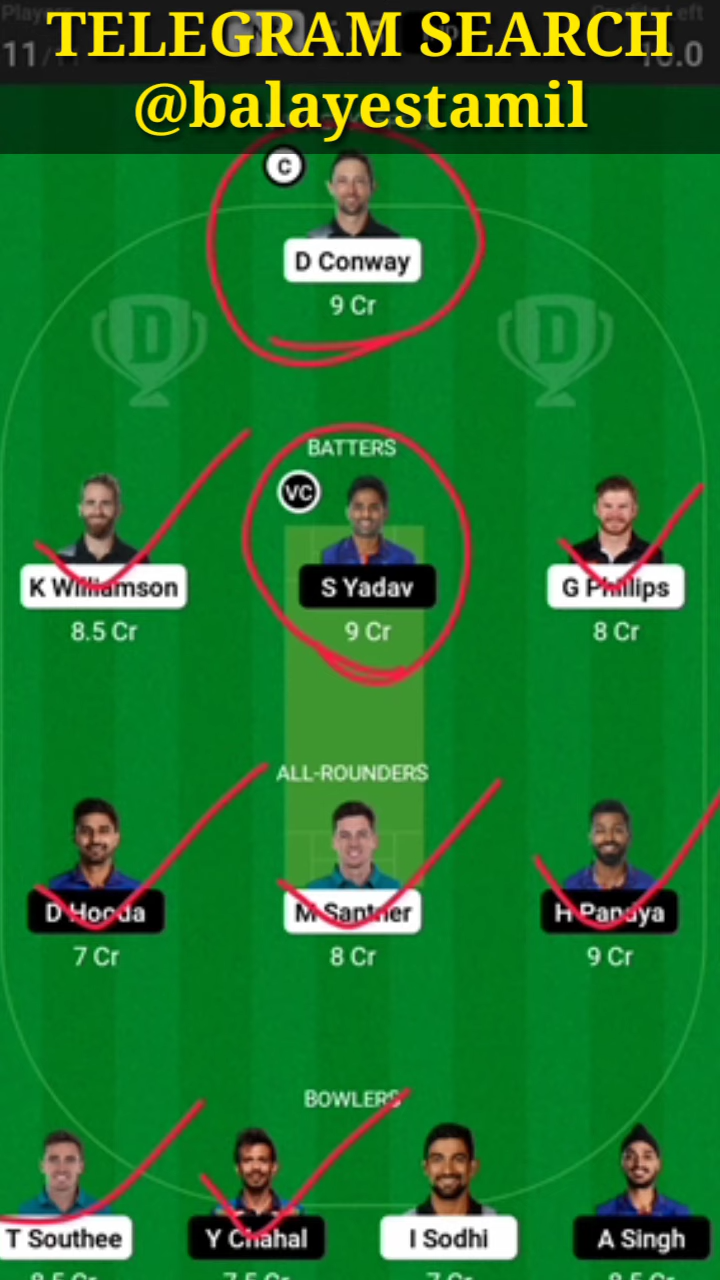 TELEGRAM SEARCH
@balayestamil
11
C
D Conway
9 Cr
D D
BATTERS
VC
K Williamson S Yadav G Phillips
8.5 Cr 9 Cr 8 Cr
ALL-ROUNDERS
D Hooda M Santner H Pandya
7 Cr 8 Cr 9 Cr
BOWLERS
T Southee Y Chahal I Sodhi A Singh